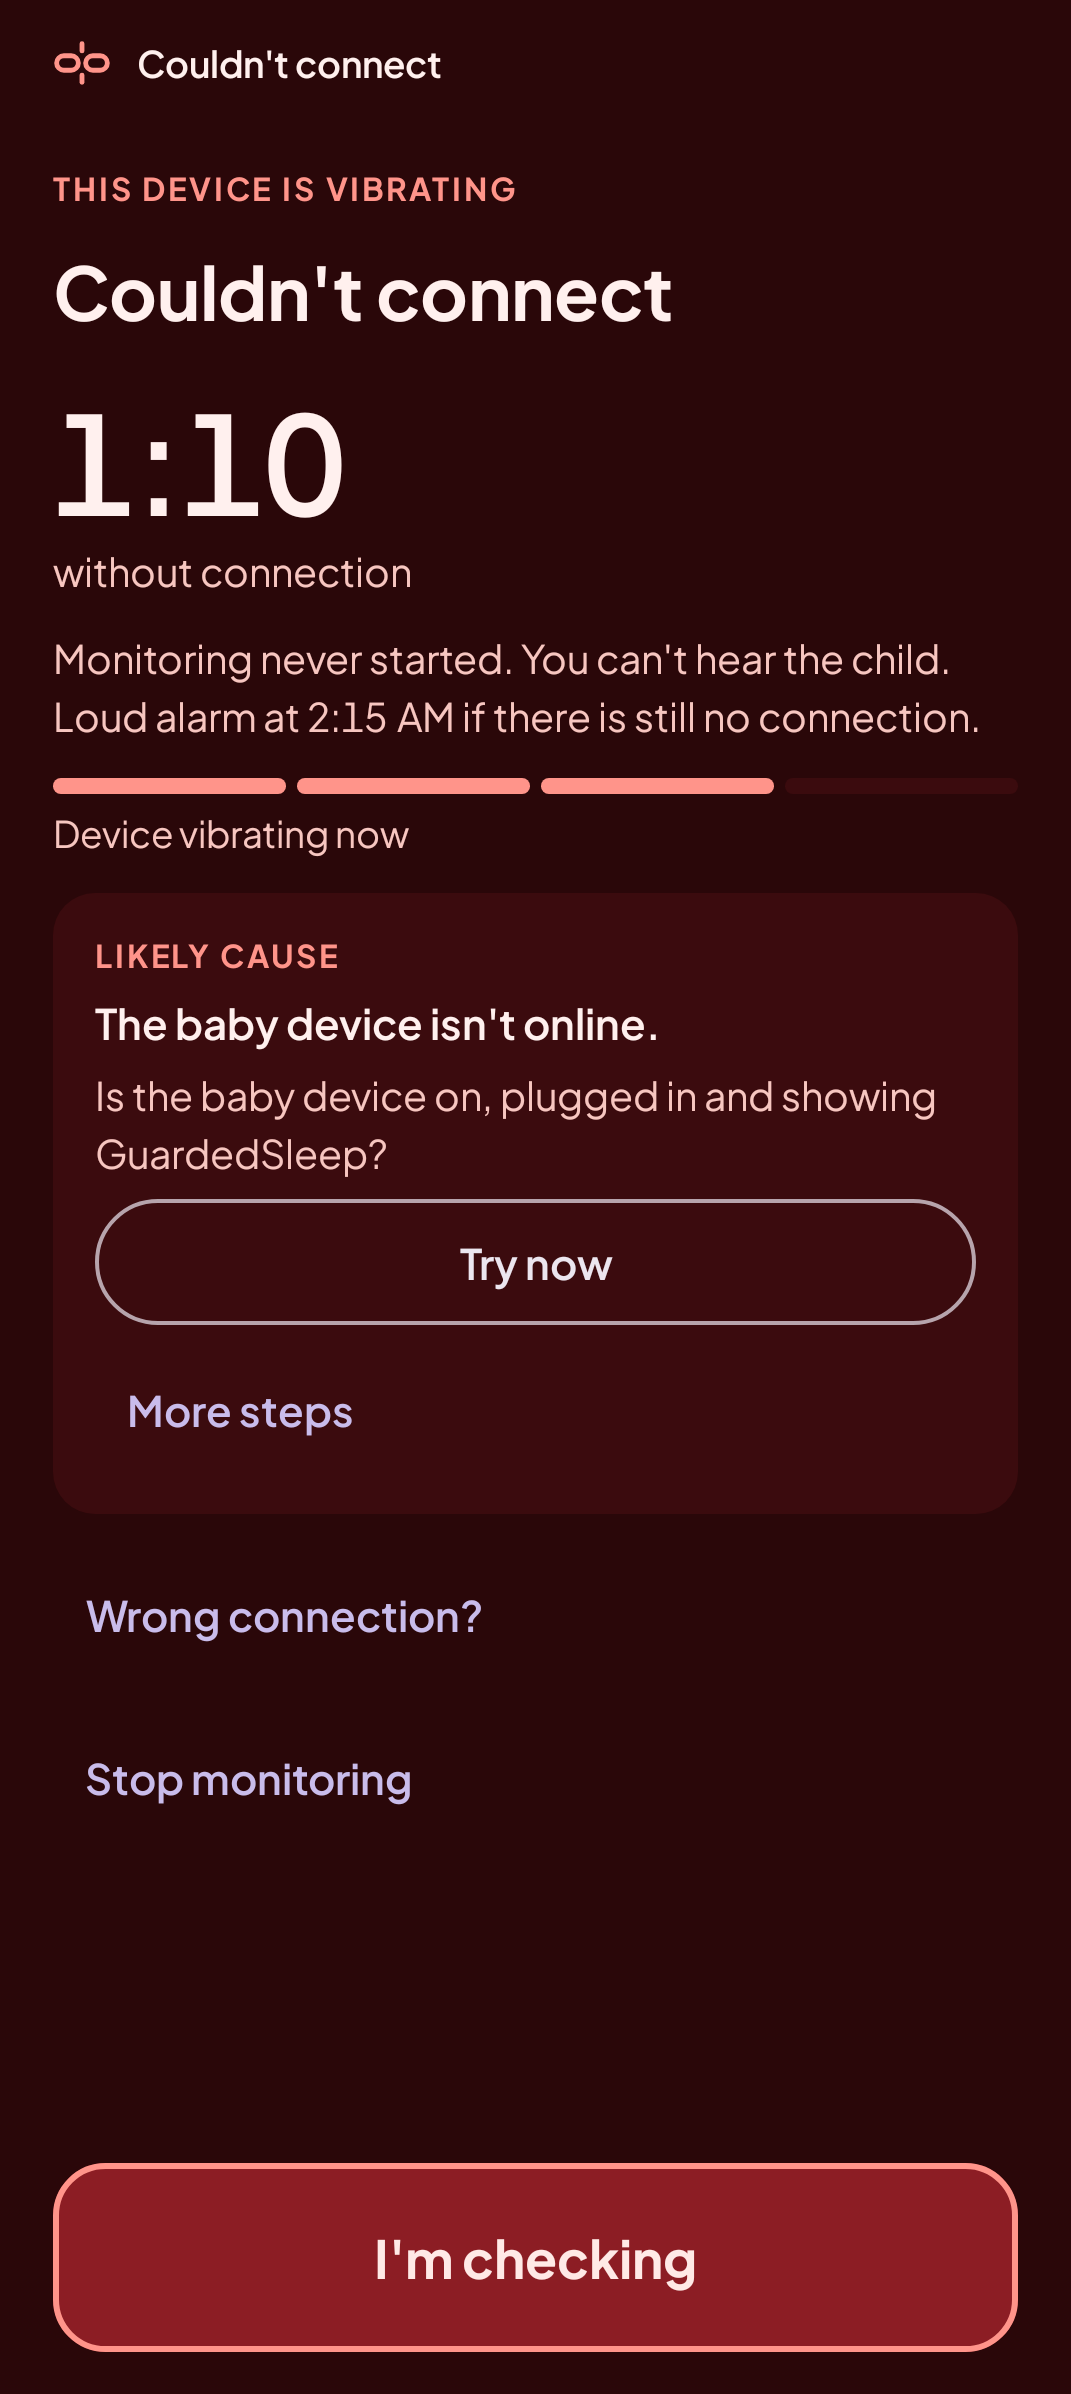 Couldn't connect
THIS DEVICE IS VIBRATING
Couldn't connect
1:10
without connection
Monitoring never started. You can't hear the child.
Loud alarm at 2:15 AM if there is still no connection.
Device vibrating now
LIKELY CAUSE
The baby device isn't online.
Is the baby device on, plugged in and showing
GuardedSleep?
Try now
More steps
Wrong connection?
Stop monitoring
I'm checking